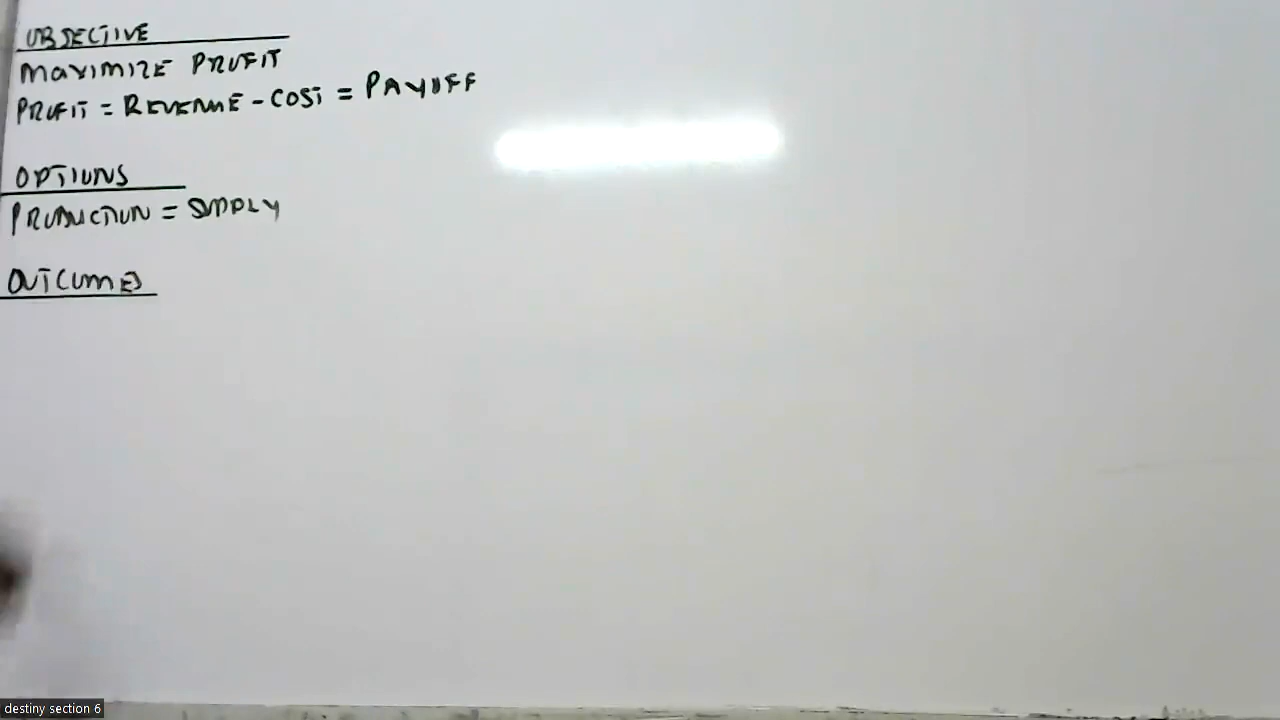 OBJECTIVE
MAXIMIZE PROFIT
PROFIT = REVENUE - COST = PAYOFF
OPTIONS
PRODUCTION = SUPPLY
OUTCOMES
destiny section 6